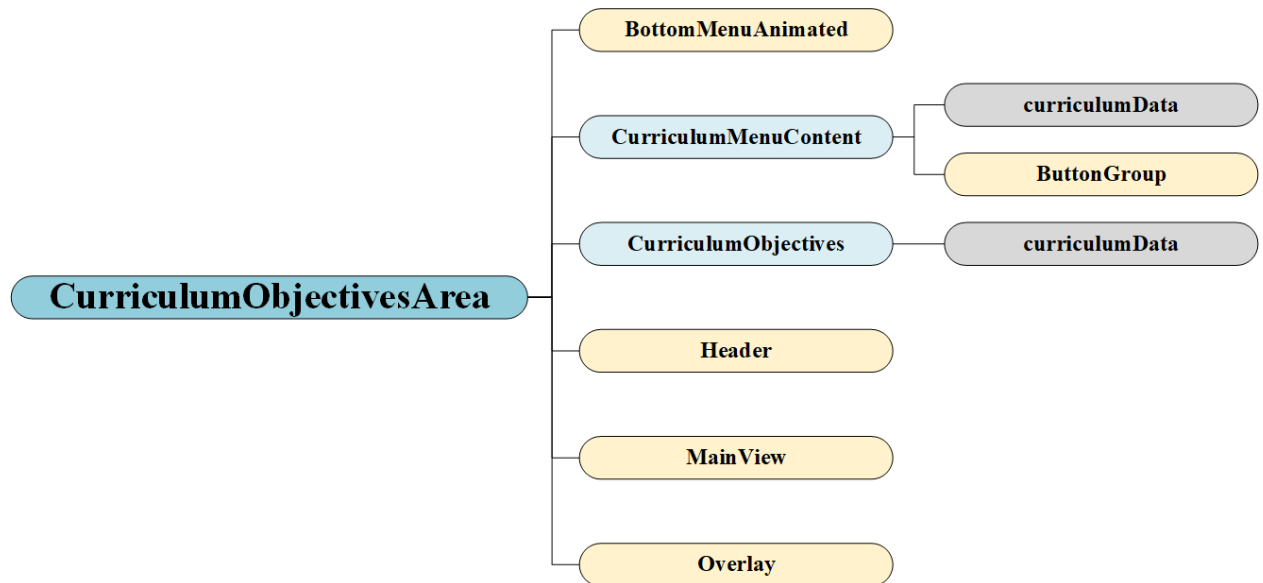 BottomMenuAnimated
curriculumData
CurriculumMenuContent
ButtonGroup
CurriculumObjectives
curriculumData
CurriculumObjectivesArea
Header
MainView
Overlay